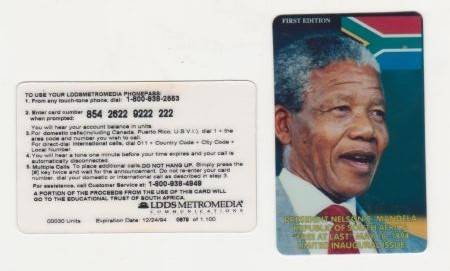 TO USE YOUR LDDSMETROMEDIA PHONEPASS:
1. From any touch-tone phone, dial: 1-800-938-2553
2. Enter card number 854 2622 9222 222
when prompted:
You will hear your account balance in units
3.For domestic calls(including Canada, Puerto Rico, U.S V.I.), dial 1 + the
area code and number you wish to call.
For direct-dial international calls, dial 011 + Country Code + City Code +
Local Number.
4.You will hear a tone one minute before your time expires and your call is
automatically disconnected.
5.Multiple Calls. To place additional calls,DO NOT HANG UP. Simply press the
[#] key twice and wait for the announcement. Do not re-enter your card
number, dial your domestic or international call as described in step 3.
For assistance, call Customer Service at: 1-800-938-4949
A PORTION OF THE PROCEEDS FROM THE USE OF THIS CARD WILL
GO TO THE EDUCATIONAL TRUST OF SOUTH AFRICA.
LDDS METROMEDIA
COMMUNICATIONS
00030 Units Expiration Date: 12/24/94 0878 of 1,100
FIRST EDITION
PRESIDENT NELSON R. MANDELA
REPUBLIC OF SOUTH AFRICA
"FREE AT LAST" MAY 10, 1994
LIMITED INAUGURAL ISSUE